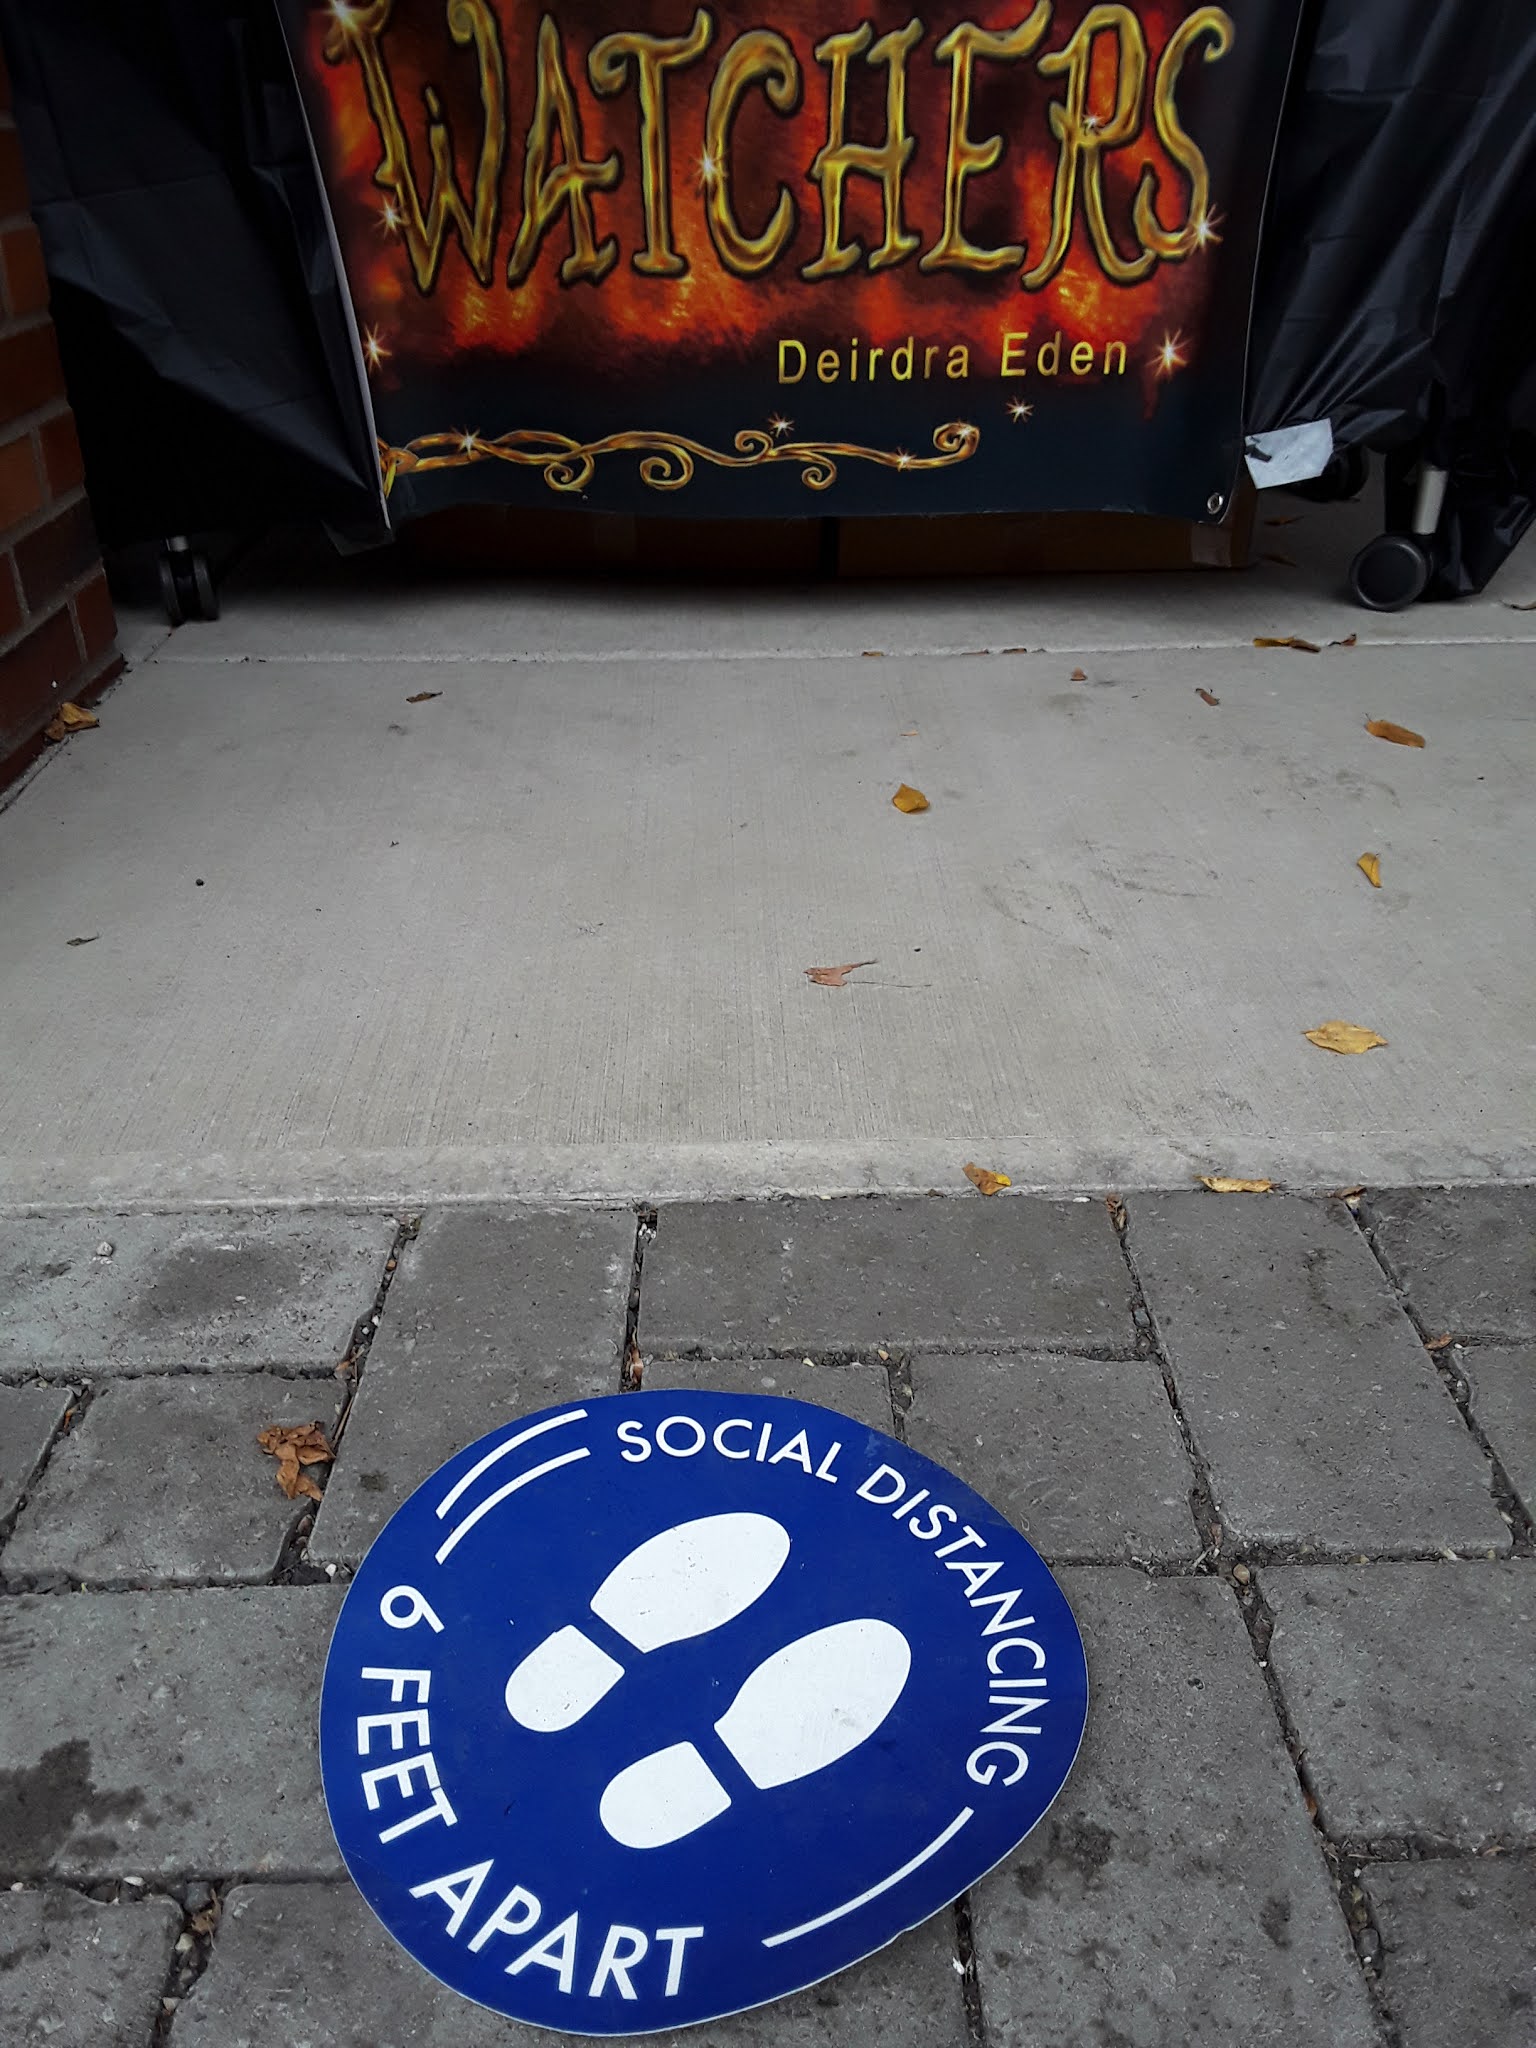 WATCHERS
Deirdra Eden
SOCIAL DISTANCING
6 FEET APART